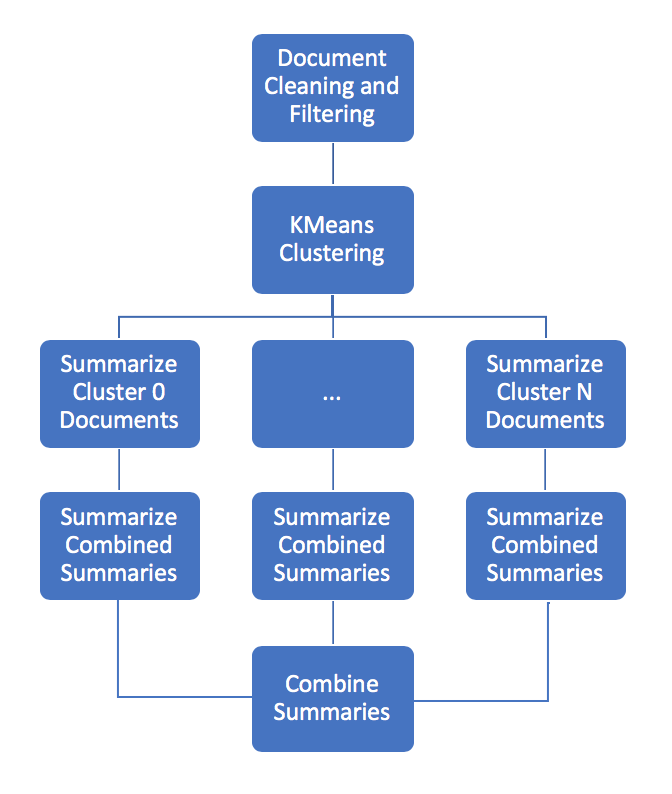 Document
Cleaning and
Filtering
KMeans
Clustering
Summarize
Cluster 0
Documents
...
Summarize
Cluster N
Documents
Summarize
Combined
Summaries
Summarize
Combined
Summaries
Summarize
Combined
Summaries
Combine
Summaries